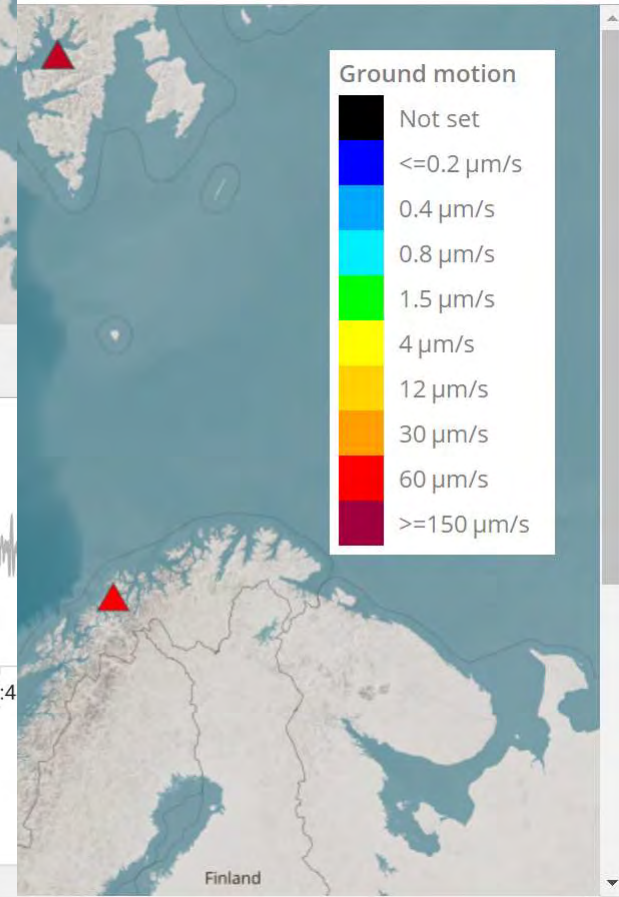 Ground motion
Not set
<=0.2 µm/s
0.4 µm/s
0.8 µm/s
1.5 µm/s
4 µm/s
12 µm/s
30 µm/s
60 µm/s
>=150 µm/s
:4
Finland